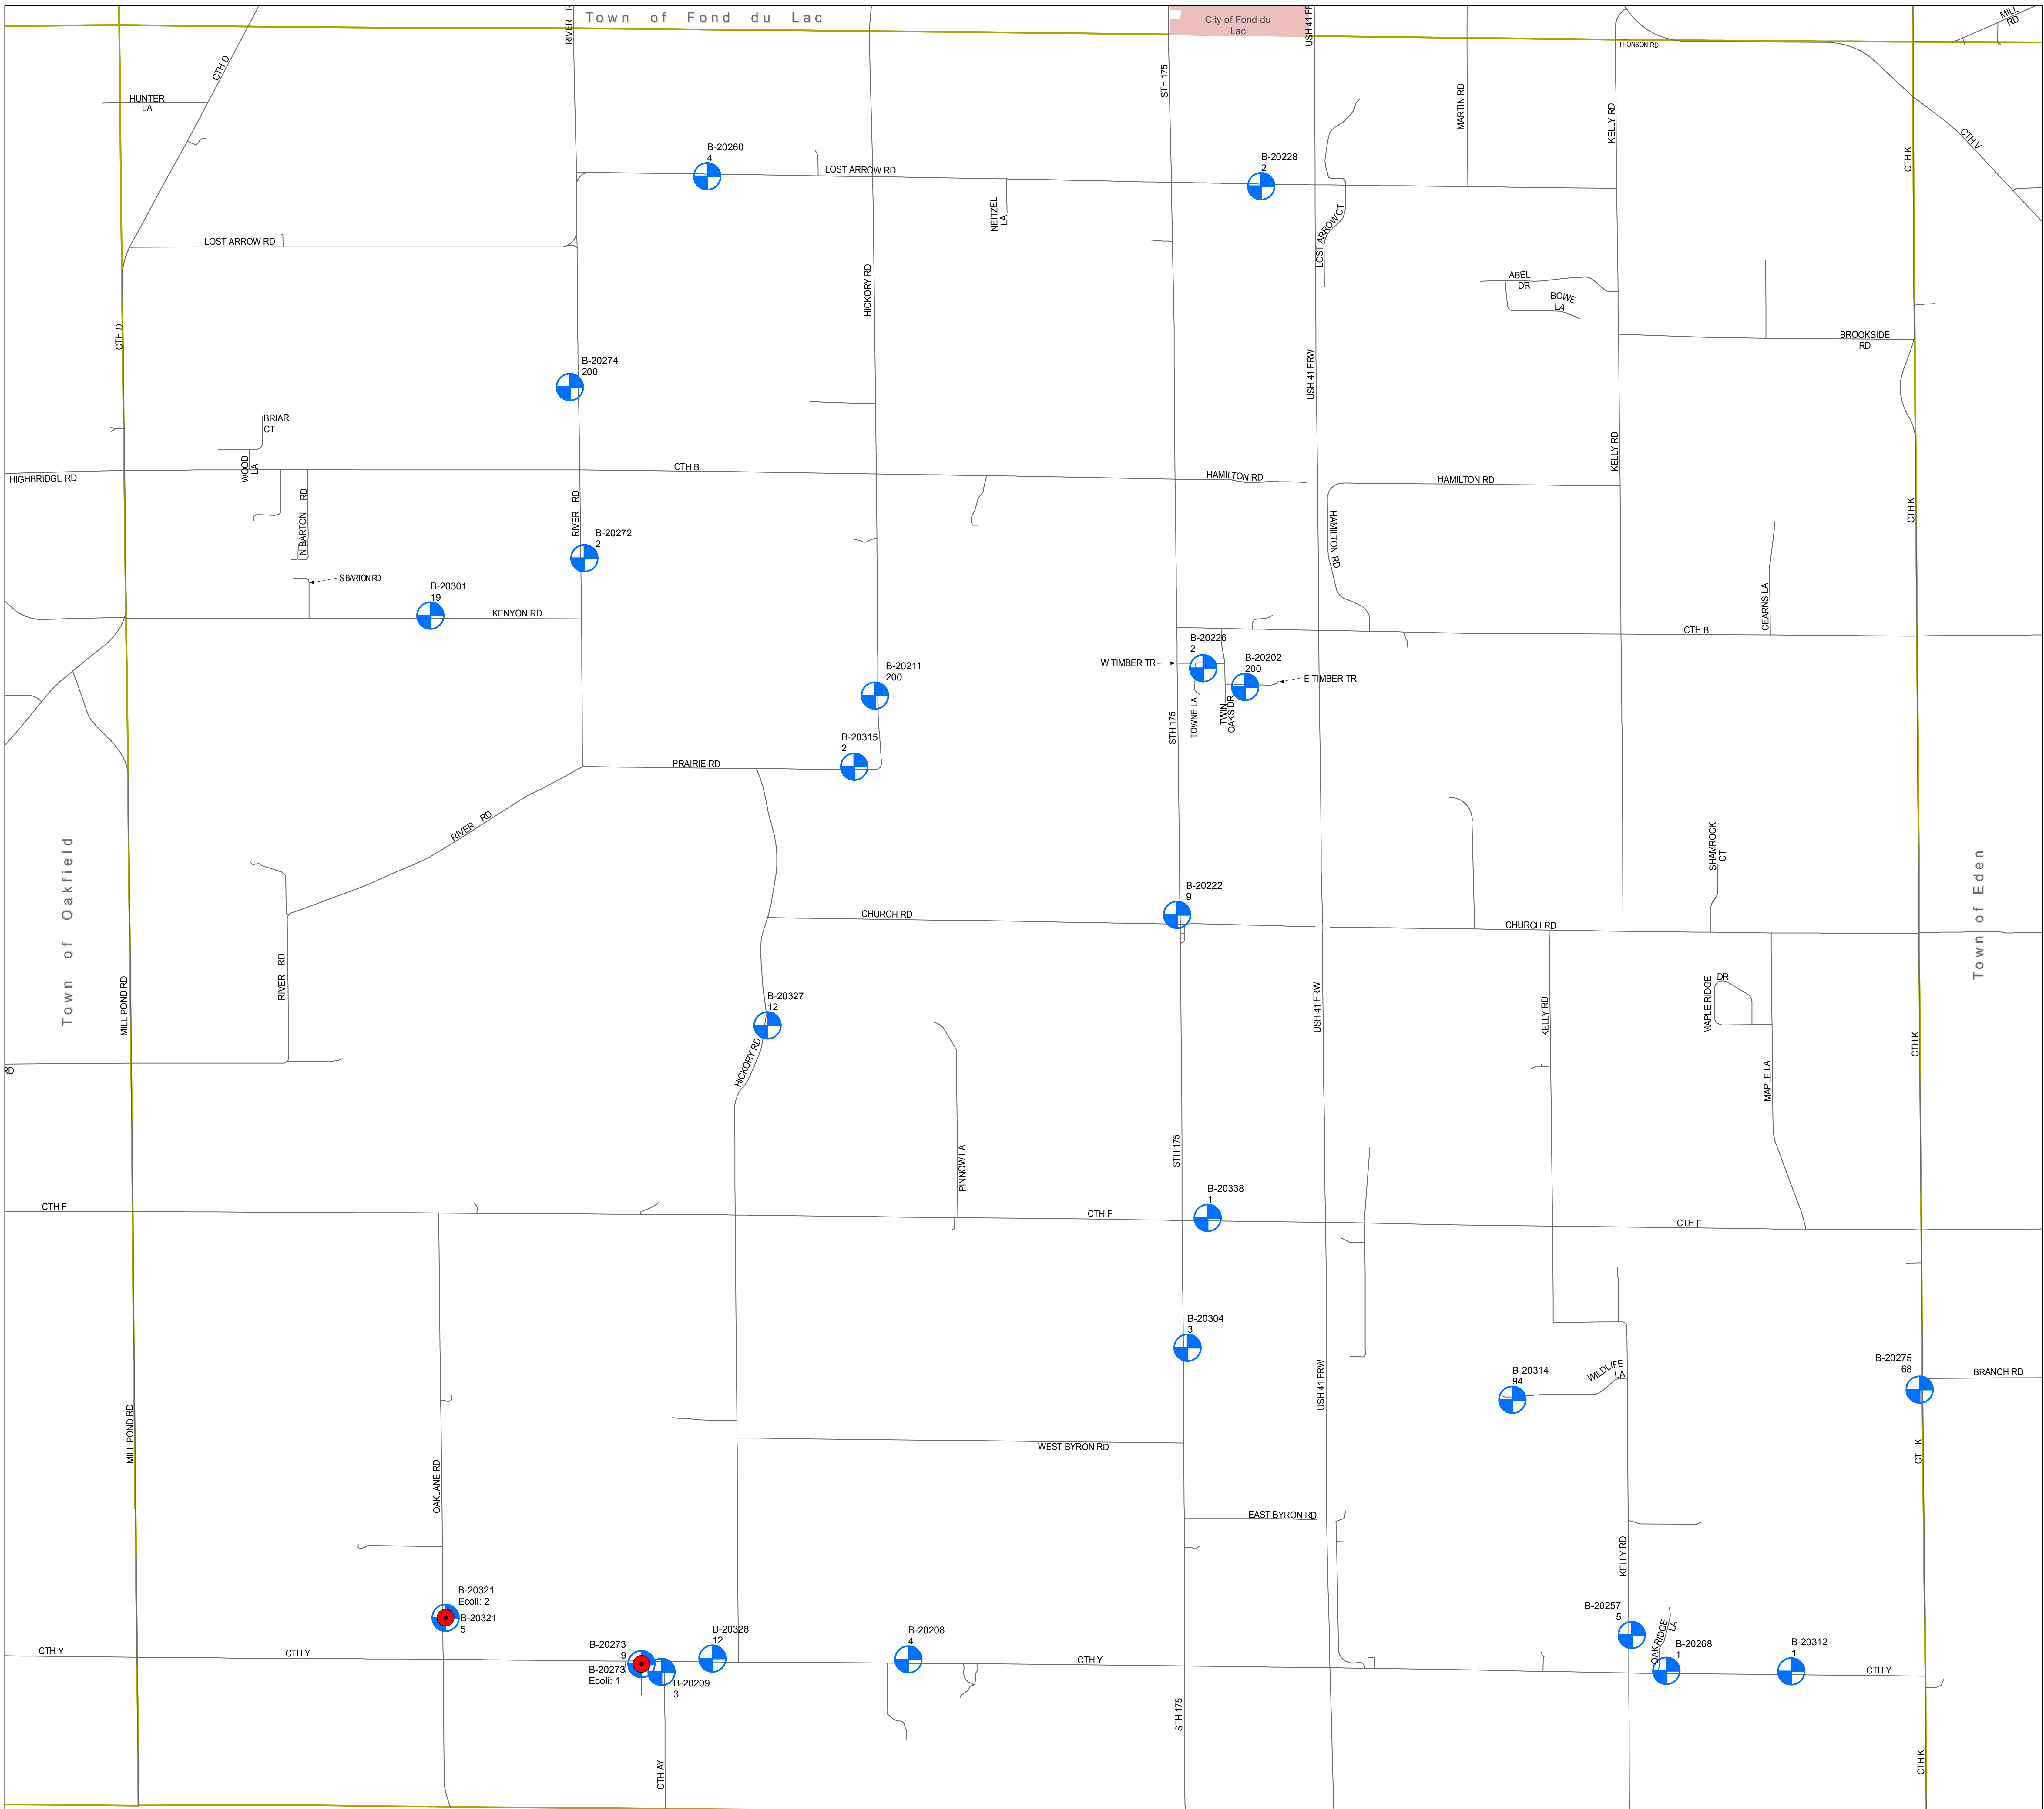 Town of Fond du Lac
City of Fond du
Lac
RIVER R
USH 41 FR
MILL
RD
THONSON RD
CTH D
STH 175
HUNTER
LA
MARTIN RD
KELLY RD
CTH K
CTH V
B-20260
4
LOST ARROW RD
B-20228
2
NEITZEL
LA
LOST ARROW CT
LOST ARROW RD
HICKORY RD
ABEL
DR
BOWE
LA
CTH D
BROOKSIDE
RD
B-20274
200
USH 41 FRW
BRIAR
CT
WOOD
LA
KELLY RD
HIGHBRIDGE RD
CTH B
HAMILTON RD
HAMILTON RD
N BARTON RD
RIVER RD
CTH K
HAMILTON RD
B-20272
2
S BARTON RD
B-20301
19
KENYON RD
CEARNS LA
CTH B
B-20226
2
W TIMBER TR
B-20202
200
E TIMBER TR
B-20211
200
TOWNE LA
TWIN
OAKS DR
STH 175
B-20315
2
PRAIRIE RD
RIVER RD
SHAMROCK
CT
Town of Oakfield
Town of Eden
B-20222
9
CHURCH RD
CHURCH RD
RIVER RD
MILL POND RD
B-20327
12
USH 41 FRW
KELLY RD
MAPLE RIDGE
DR
HICKORY RD
CTH K
RD
MAPLE LA
PINNOW LA
STH 175
B-20338
1
CTH F
CTH F
CTH F
B-20304
3
B-20314
94
WILDLIFE
LA
B-20275
68
BRANCH RD
USH 41 FRW
MILL POND RD
WEST BYRON RD
CTH K
OAKLANE RD
EAST BYRON RD
KELLY RD
B-20321
Ecoli: 2
B-20321
5
B-20257
5
OAK RIDGE
LA
B-20273
9
B-20328
12
B-20208
4
B-20268
1
B-20312
1
CTH Y
CTH Y
CTH Y
CTH Y
B-20273
Ecoli: 1
B-20209
3
STH 175
CTH AY
CTH K